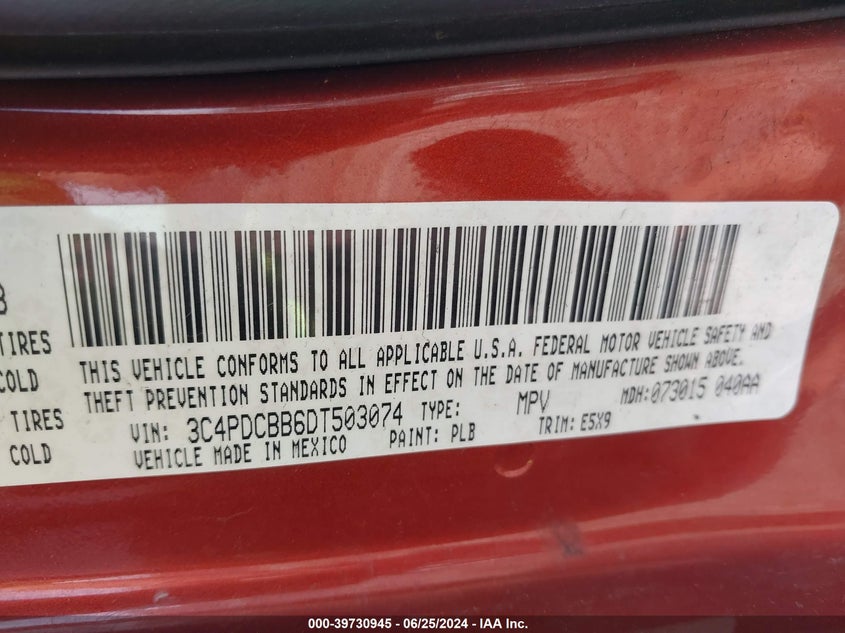 THIS VEHICLE CONFORMS TO ALL APPLICABLE U.S.A. FEDERAL MOTOR VEHICLE SAFETY AND
THEFT PREVENTION STANDARDS IN EFFECT ON THE DATE OF MANUFACTURE SHOWN ABOVE.
TIRES
COLD
TIRES
COLD
VIN: 3C4PDCBB6DT503074 TYPE: MPV MDH:073015 040AA
VEHICLE MADE IN MEXICO PAINT: PLB TRIM: E5X9
000-39730945 - 06/25/2024 - IAA Inc.